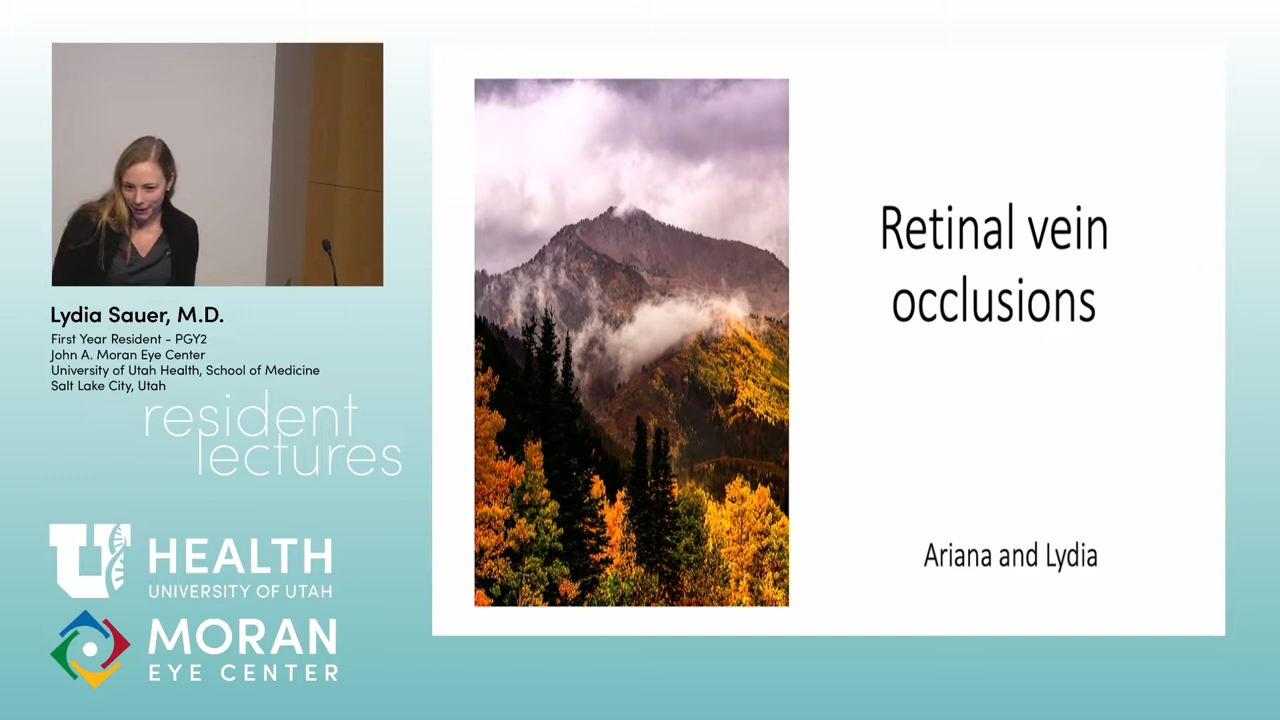 Lydia Sauer, M.D.
First Year Resident - PGY2
John A. Moran Eye Center
University of Utah Health, School of Medicine
Salt Lake City, Utah
resident
lectures
U HEALTH
UNIVERSITY OF UTAH
MORAN
EYE CENTER
Retinal vein
occlusions
Ariana and Lydia